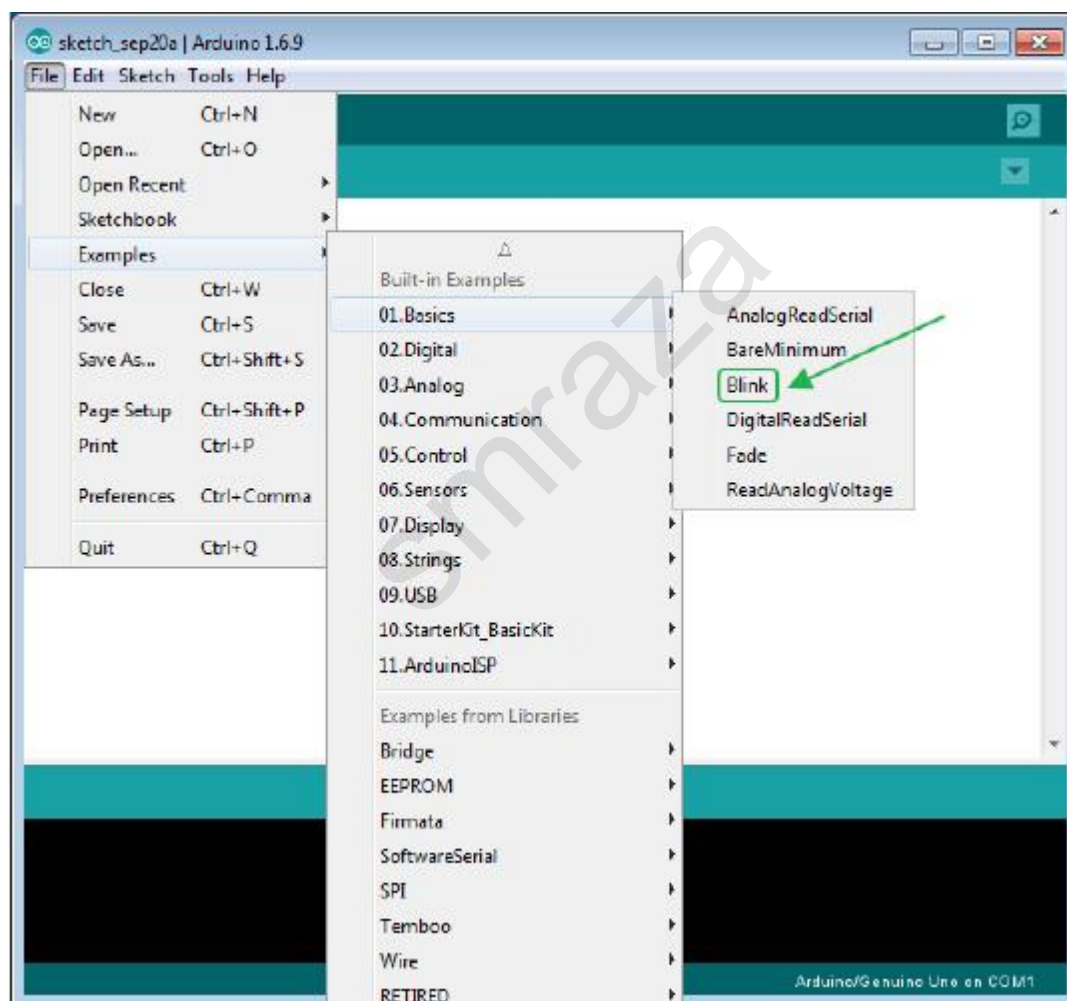 sketch_sep20a | Arduino 1.6.9
File Edit Sketch Tools Help
New Ctrl+N
Open... Ctrl+O
Open Recent
Sketchbook
Examples
Close Ctrl+W
Save Ctrl+S
Save As... Ctrl+Shift+S
Page Setup Ctrl+Shift+P
Print Ctrl+P
Preferences Ctrl+Comma
Quit Ctrl+Q
Built-in Examples
01.Basics
02.Digital
03.Analog
04.Communication
05.Control
06.Sensors
07.Display
08.Strings
09.USB
10.StarterKit_BasicKit
11.ArduinoISP
Examples from Libraries
Bridge
EEPROM
Firmata
SoftwareSerial
SPI
Temboo
Wire
RETIRED
AnalogReadSerial
BareMinimum
Blink
DigitalReadSerial
Fade
ReadAnalogVoltage
smraza
Arduino/Genuino Uno on COM1